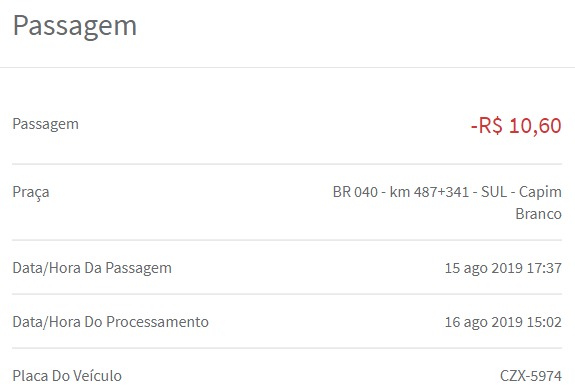 Passagem
Passagem -R$ 10,60
Praça BR 040 - km 487+341 - SUL - Capim
Branco
Data/Hora Da Passagem 15 ago 2019 17:37
Data/Hora Do Processamento 16 ago 2019 15:02
Placa Do Veículo CZX-5974